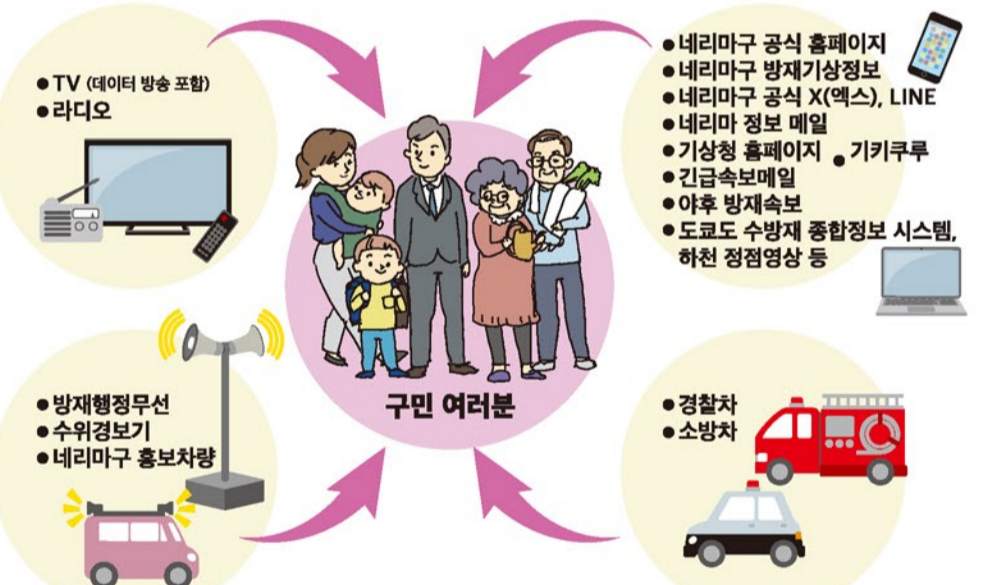 ● TV (데이터 방송 포함)
● 라디오
● 네리마구 공식 홈페이지
● 네리마구 방재기상정보
● 네리마구 공식 X(엑스), LINE
● 네리마 정보 메일
● 기상청 홈페이지 ● 기키쿠루
● 긴급속보메일
● 야후 방재속보
● 도쿄도 수방재 종합정보 시스템,
하천 정점영상 등
구민 여러분
● 방재행정무선
● 수위경보기
● 네리마구 홍보차량
● 경찰차
● 소방차